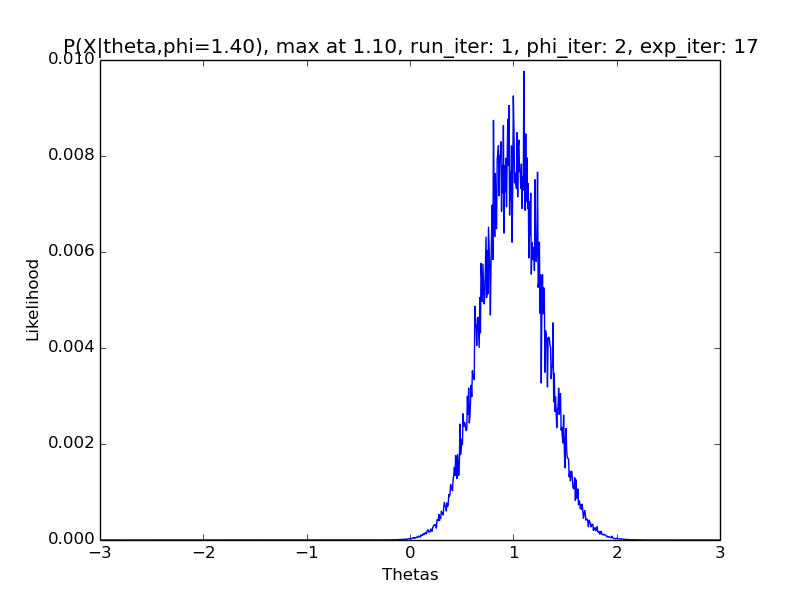 P(X|theta,phi=1.40), max at 1.10, run_iter: 1, phi_iter: 2, exp_iter: 17
0.010
0.008
0.006
0.004
0.002
0.000
Likelihood
−3 −2 −1 0 1 2 3
Thetas